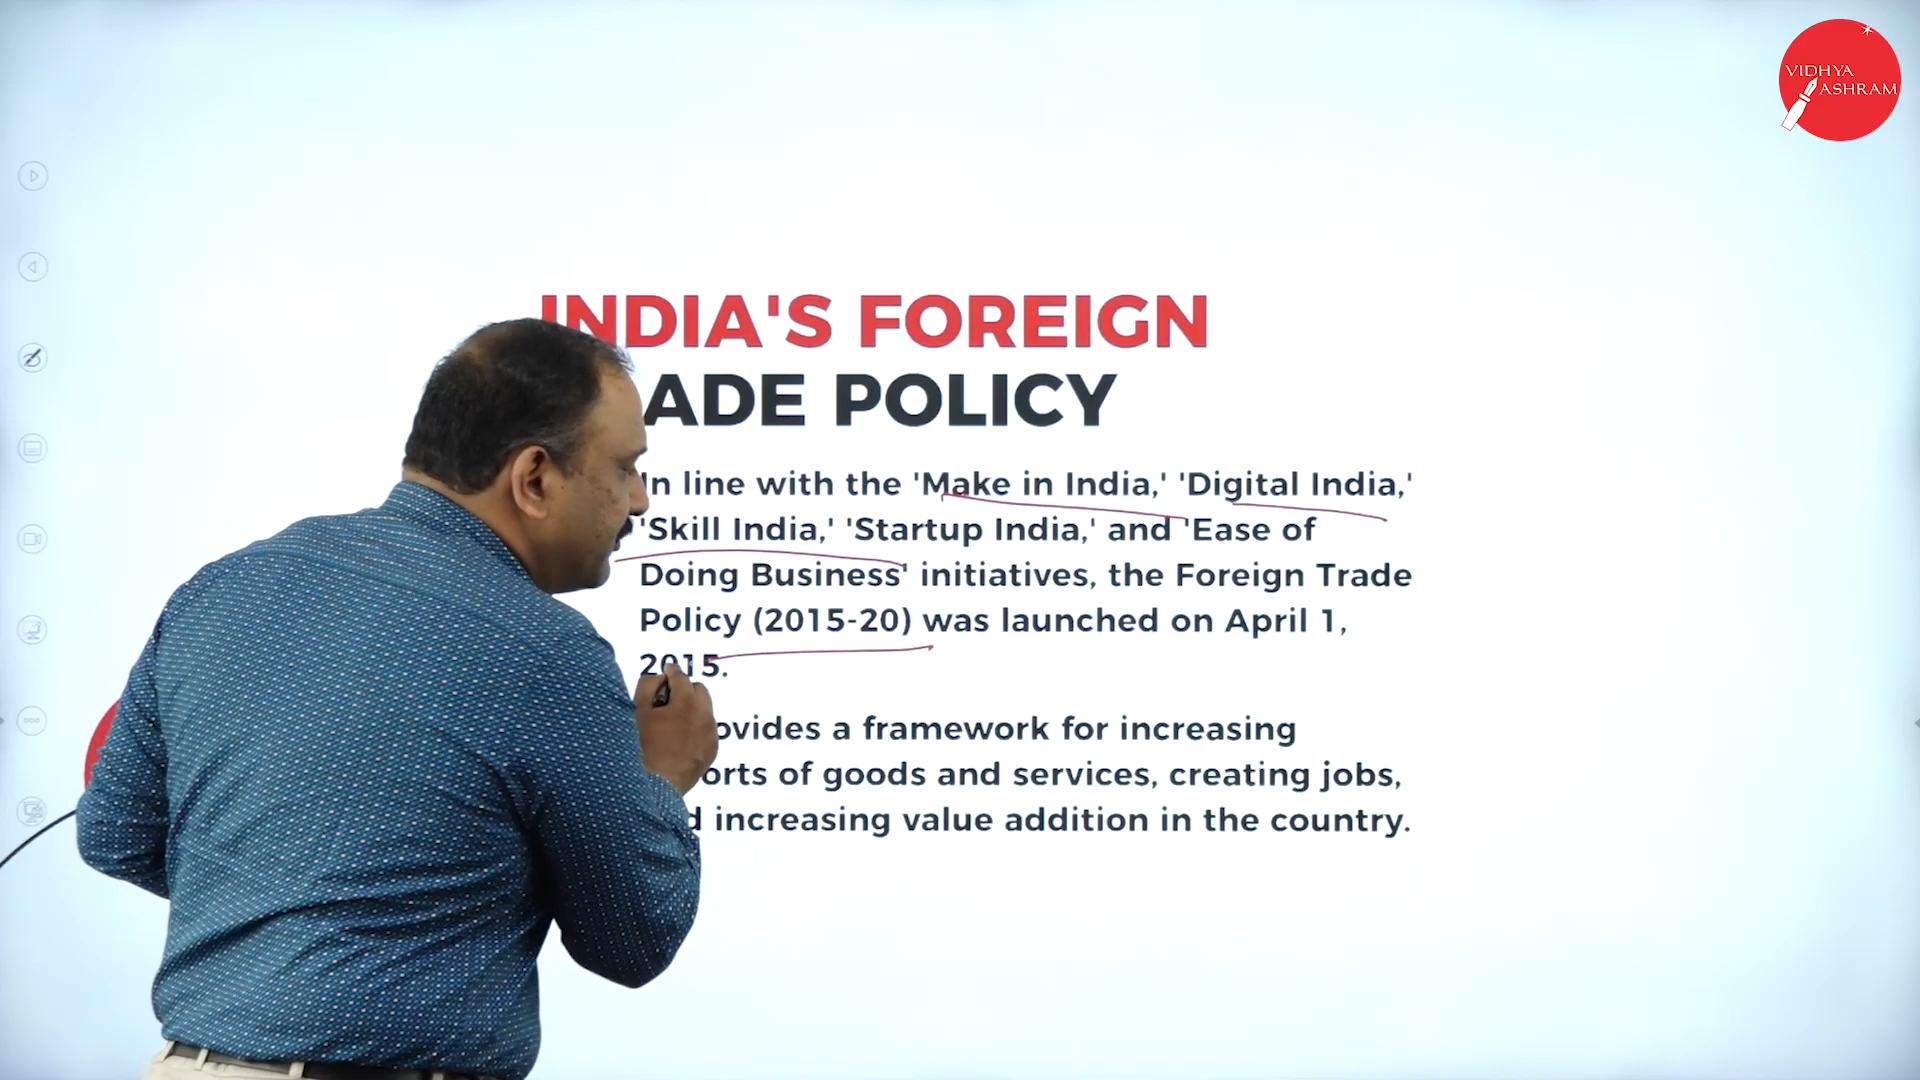 VIDHYA
ASHRAM
INDIA'S FOREIGN
ADE POLICY
In line with the 'Make in India,' 'Digital India,'
'Skill India,' 'Startup India,' and 'Ease of
Doing Business' initiatives, the Foreign Trade
Policy (2015-20) was launched on April 1,
2015.
ovides a framework for increasing
orts of goods and services, creating jobs,
d increasing value addition in the country.